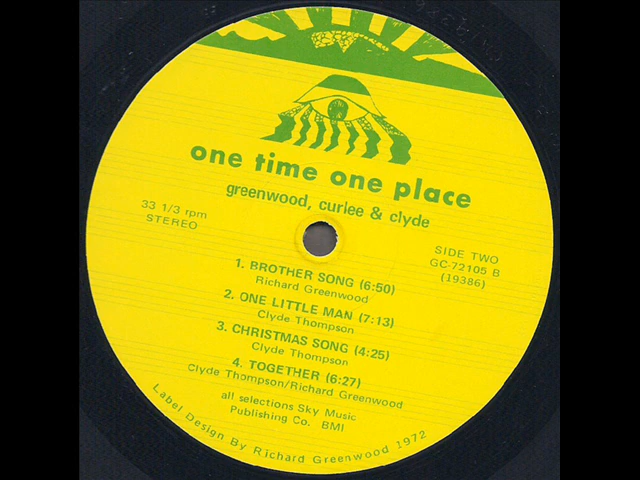 one time one place
greenwood, curlee & clyde
33 1/3 rpm
STEREO
SIDE TWO
GC-72105 B
(19386)
1. BROTHER SONG (6:50)
Richard Greenwood
2. ONE LITTLE MAN (7:13)
Clyde Thompson
3. CHRISTMAS SONG (4:25)
Clyde Thompson
4. TOGETHER (6:27)
Clyde Thompson/Richard Greenwood
all selections Sky Music
Publishing Co. BMI
Label Design By Richard Greenwood 1972